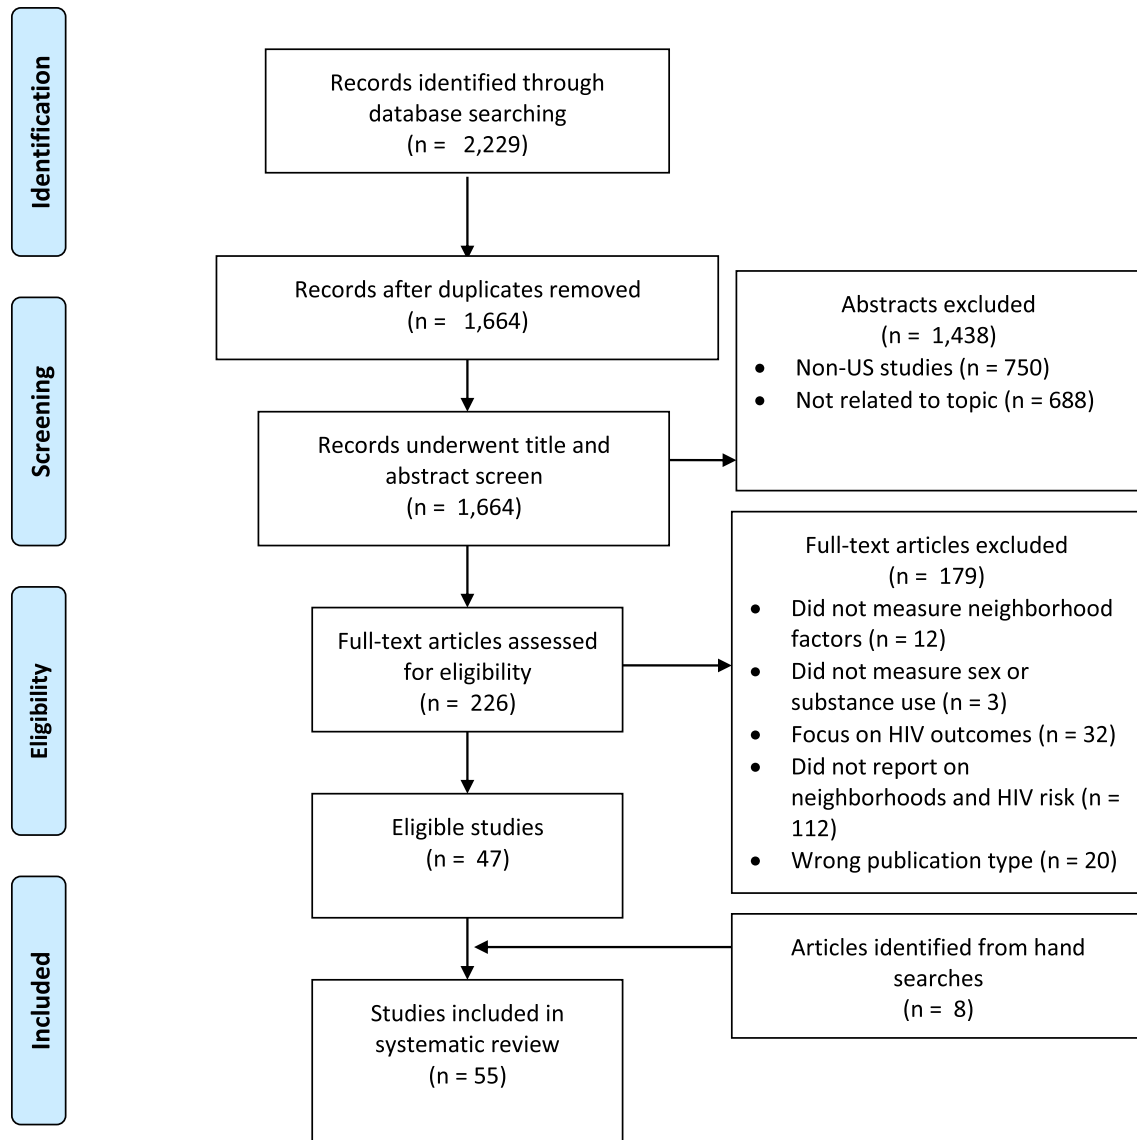 Identification
Records identified through
database searching
(n = 2,229)
Records after duplicates removed
(n = 1,664)
Screening
Abstracts excluded
(n = 1,438)
• Non-US studies (n = 750)
• Not related to topic (n = 688)
Records underwent title and
abstract screen
(n = 1,664)
Full-text articles excluded
(n = 179)
• Did not measure neighborhood
factors (n = 12)
• Did not measure sex or
substance use (n = 3)
• Focus on HIV outcomes (n = 32)
• Did not report on
neighborhoods and HIV risk (n =
112)
• Wrong publication type (n = 20)
Eligibility
Full-text articles assessed
for eligibility
(n = 226)
Eligible studies
(n = 47)
Included
Articles identified from hand
searches
(n = 8)
Studies included in
systematic review
(n = 55)